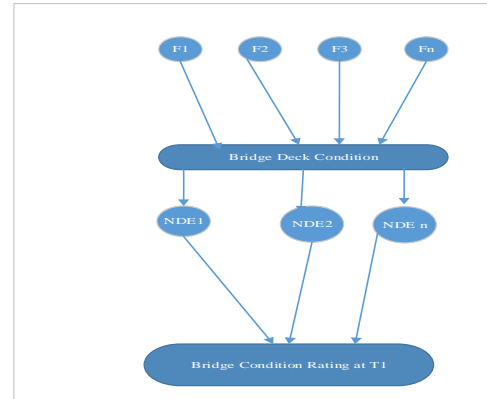 F1
F2
F3
Fn
Bridge Deck Condition
NDE1
NDE2
NDE n
Bridge Condition Rating at T1